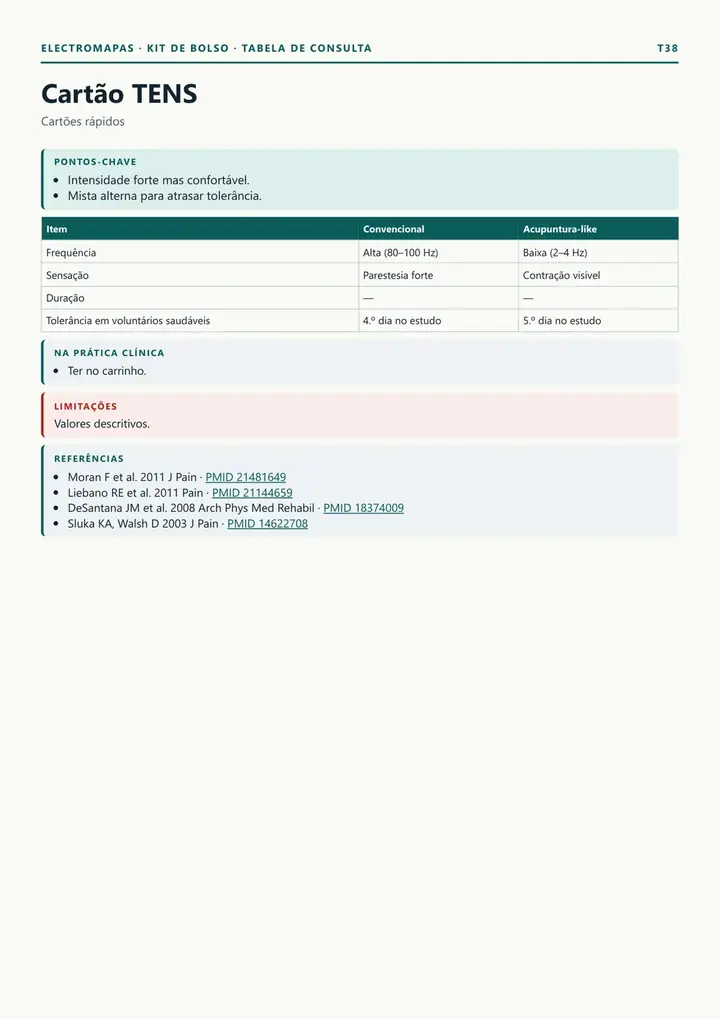 ELECTROMAPAS · KIT DE BOLSO · TABELA DE CONSULTA T38
Cartão TENS
Cartões rápidos
PONTOS-CHAVE
• Intensidade forte mas confortável.
• Mista alterna para atrasar tolerância.
Item Convencional Acupuntura-like
Frequência Alta (80–100 Hz) Baixa (2–4 Hz)
Sensação Parestesia forte Contração visível
Duração — —
Tolerância em voluntários saudáveis 4.º dia no estudo 5.º dia no estudo
NA PRÁTICA CLÍNICA
• Ter no carrinho.
LIMITAÇÕES
Valores descritivos.
REFERÊNCIAS
• Moran F et al. 2011 J Pain · PMID 21481649
• Liebano RE et al. 2011 Pain · PMID 21144659
• DeSantana JM et al. 2008 Arch Phys Med Rehabil · PMID 18374009
• Sluka KA, Walsh D 2003 J Pain · PMID 14622708